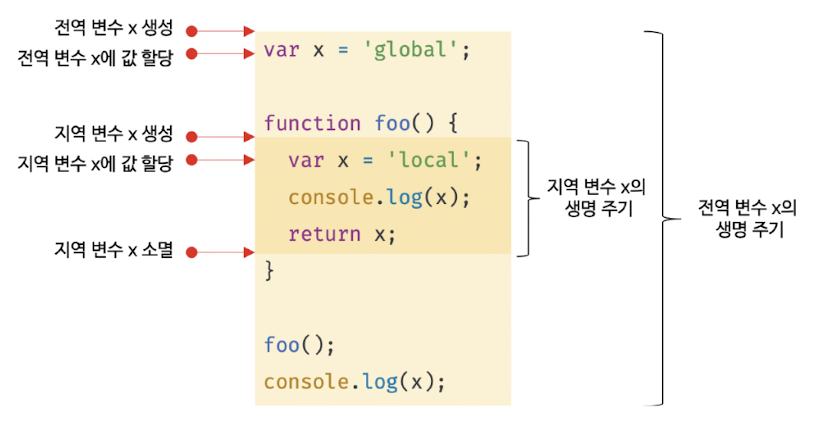 전역 변수 x 생성
전역 변수 x에 값 할당
var x = 'global';
지역 변수 x 생성
function foo() {
지역 변수 x에 값 할당
var x = 'local';
console.log(x);
return x;
지역 변수 x 소멸
}
foo();
console.log(x);
지역 변수 x의
생명 주기
전역 변수 x의
생명 주기